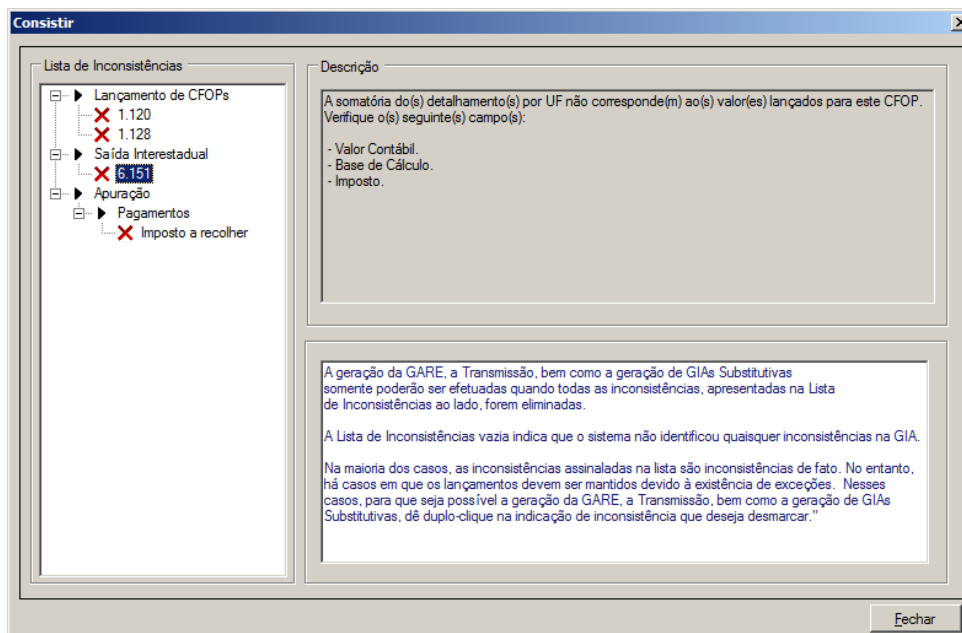 Consistir
Lista de Inconsistências
Lançamento de CFOPs
1.120
1.128
Saída Interestadual
6.151
Apuração
Pagamentos
Imposto a recolher
Descrição
A somatória do(s) detalhamento(s) por UF não corresponde(m) ao(s) valor(es) lançados para este CFOP.
Verifique o(s) seguinte(s) campo(s):
- Valor Contábil.
- Base de Cálculo.
- Imposto.
A geração da GARE, a Transmissão, bem como a geração de GIAs Substitutivas
somente poderão ser efetuadas quando todas as inconsistências, apresentadas na Lista
de Inconsistências ao lado, forem eliminadas.
A Lista de Inconsistências vazia indica que o sistema não identificou quaisquer inconsistências na GIA.
Na maioria dos casos, as inconsistências assinaladas na lista são inconsistências de fato. No entanto,
há casos em que os lançamentos devem ser mantidos devido à existência de exceções.  Nesses
casos, para que seja possível a geração da GARE, a Transmissão, bem como a geração de GIAs
Substitutivas, dê duplo-clique na indicação de inconsistência que deseja desmarcar."
Fechar